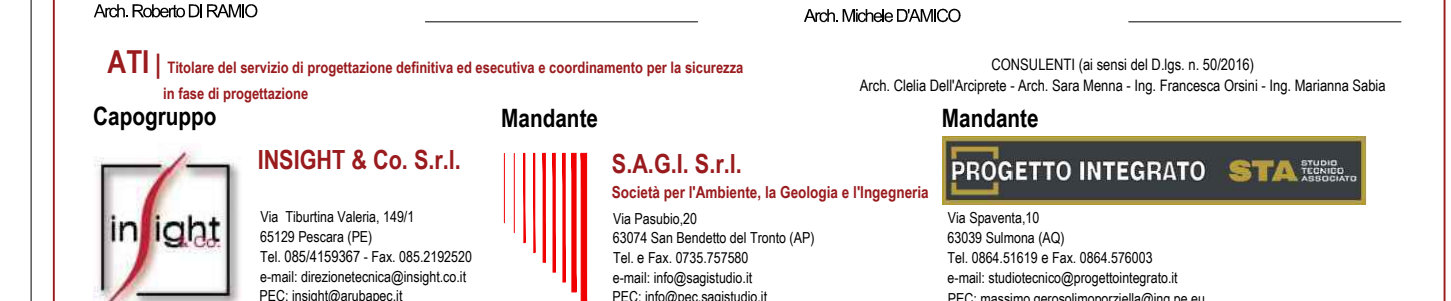 Arch. Roberto DI RAMIO
Arch. Michele D'AMICO
ATI | Titolare del servizio di progettazione definitiva ed esecutiva e coordinamento per la sicurezza
in fase di progettazione
CONSULENTI (ai sensi del D.lgs. n. 50/2016)
Arch. Clelia Dell'Arciprete - Arch. Sara Menna - Ing. Francesca Orsini - Ing. Marianna Sabia
Capogruppo
insight
& Co.
INSIGHT & Co. S.r.l.
Via Tiburtina Valeria, 149/1
65129 Pescara (PE)
Tel. 085/4159367 - Fax. 085.2192520
e-mail: direzionetecnica@insight.co.it
PEC: insight@arubapec.it
Mandante
S.A.G.I. S.r.l.
Società per l'Ambiente, la Geologia e l'Ingegneria
Via Pasubio,20
63074 San Bendetto del Tronto (AP)
Tel. e Fax. 0735.757580
e-mail: info@sagistudio.it
PEC: info@pec.sagistudio.it
Mandante
PROGETTO INTEGRATO STA STUDIO TECNICO ASSOCIATO
Via Spaventa,10
63039 Sulmona (AQ)
Tel. 0864.51619 e Fax. 0864.576003
e-mail: studiotecnico@progettointegrato.it
PEC: massimo.gerosolimoporziella@ing.pe.eu